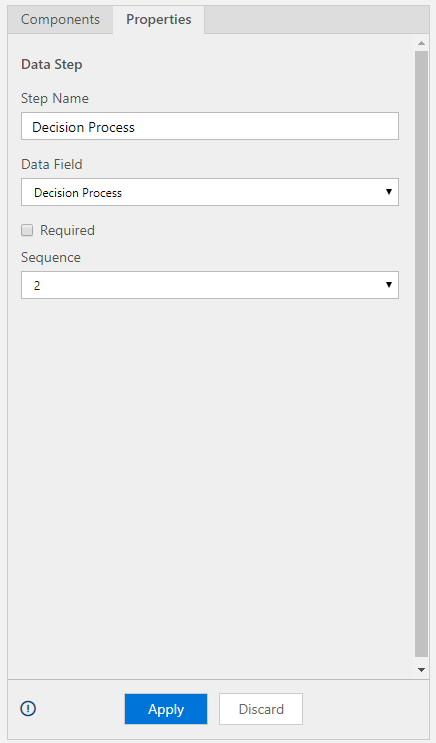 Components Properties
Data Step
Step Name
Decision Process
Data Field
Decision Process
Required
Sequence
2
Apply Discard